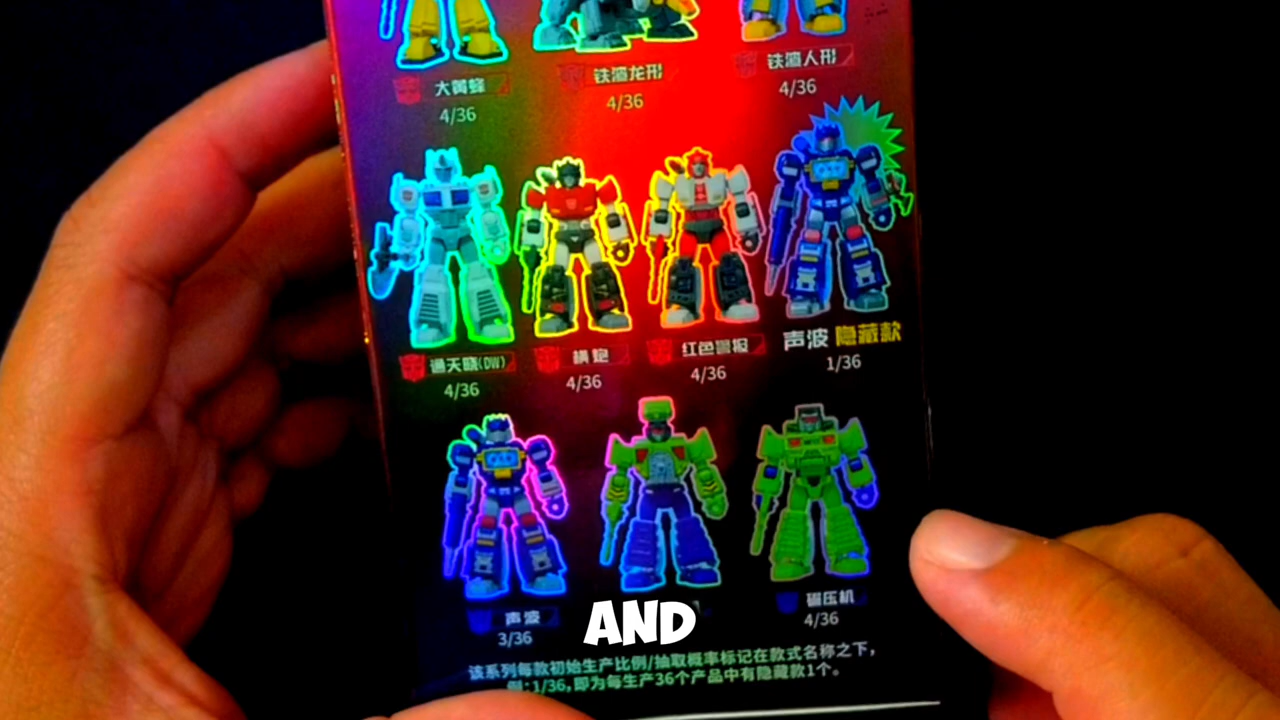 大黄蜂
4/36
铁渣龙形
4/36
铁渣人形
4/36
通天晓(DW)
4/36
横炮
4/36
红色警报
4/36
声波 隐藏款
1/36
声波
3/36
碾压机
4/36
AND
该系列每款初始生产比例/抽取概率标记在款式名称之下,
例:1/36,即为每生产36个产品中有隐藏款1个。